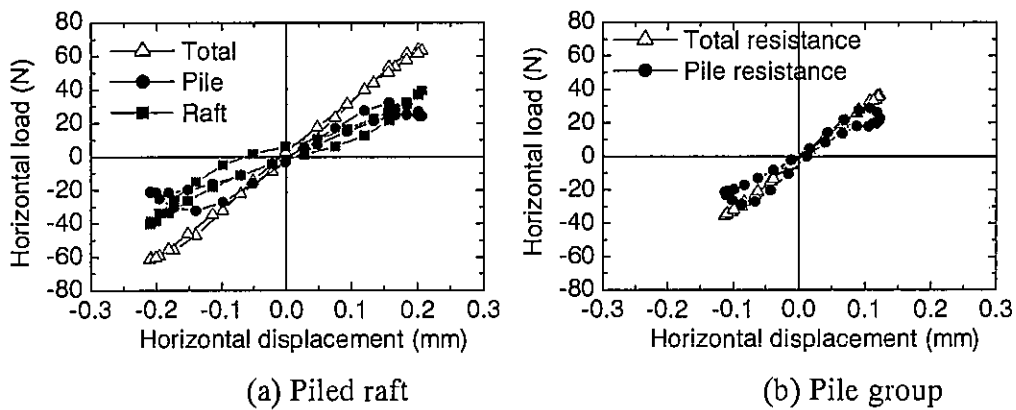 80
60
40
20
0
-20
-40
-60
-80
Horizontal load (N)
Total
Pile
Raft
-0.3 -0.2 -0.1 0.0 0.1 0.2 0.3
Horizontal displacement (mm)
(a) Piled raft
80
60
40
20
0
-20
-40
-60
-80
Horizontal load (N)
Total resistance
Pile resistance
-0.3 -0.2 -0.1 0.0 0.1 0.2 0.3
Horizontal displacement (mm)
(b) Pile group